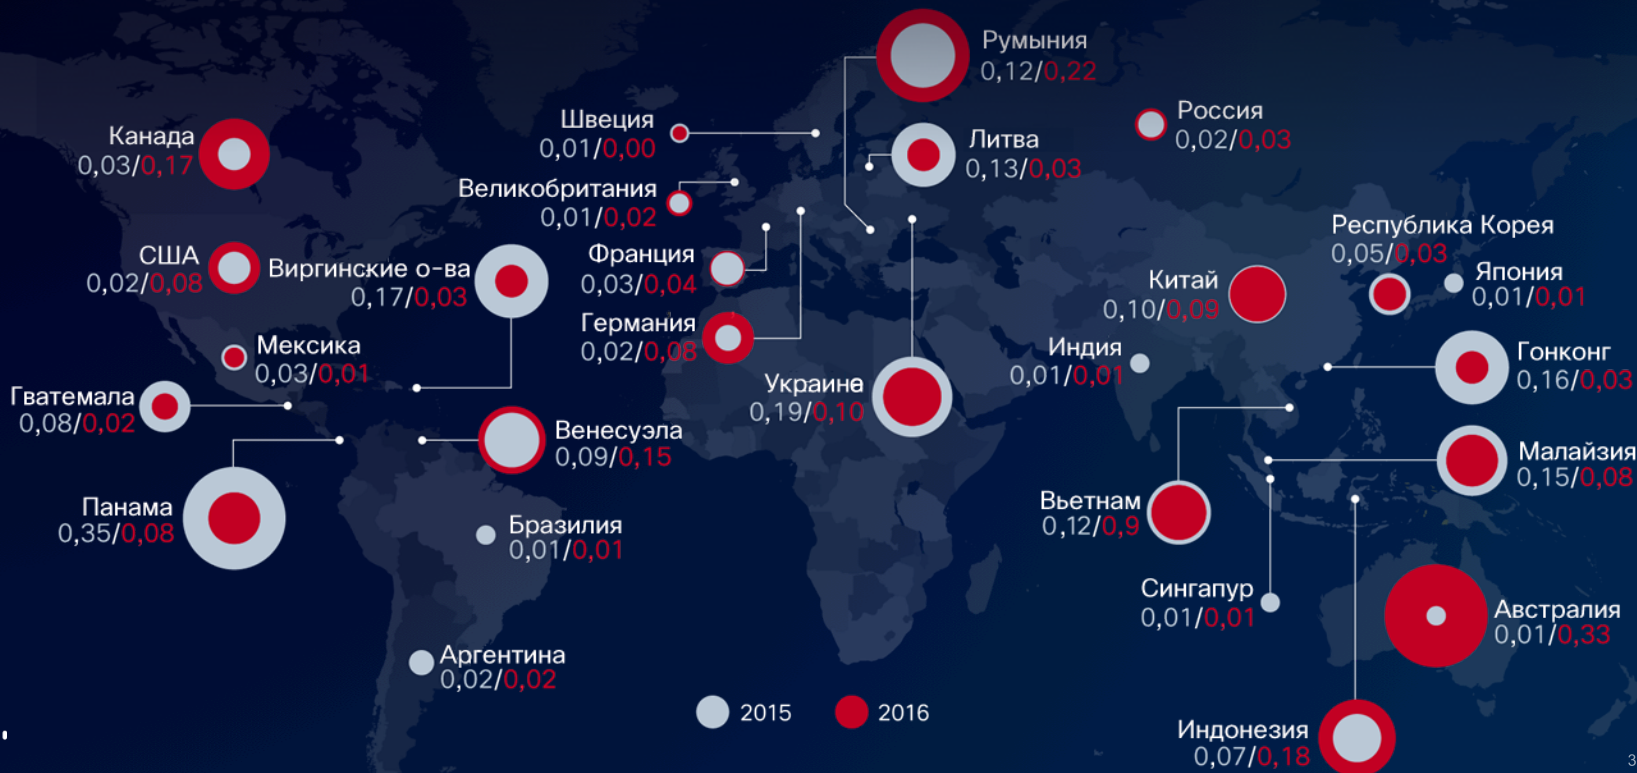 Румыния
0,12/0,22
Канада
0,03/0,17
Швеция
0,01/0,00
Литва
0,13/0,03
Россия
0,02/0,03
Великобритания
0,01/0,02
США
0,02/0,08
Виргинские о-ва
0,17/0,03
Франция
0,03/0,04
Республика Корея
0,05/0,03
Китай
0,10/0,09
Япония
0,01/0,01
Германия
0,02/0,08
Мексика
0,03/0,01
Индия
0,01/0,01
Гонконг
0,16/0,03
Гватемала
0,08/0,02
Украине
0,19/0,10
Венесуэла
0,09/0,15
Малайзия
0,15/0,08
Панама
0,35/0,08
Вьетнам
0,12/0,9
Бразилия
0,01/0,01
Сингапур
0,01/0,01
Австралия
0,01/0,33
Аргентина
0,02/0,02
2015
2016
Индонезия
0,07/0,18
3